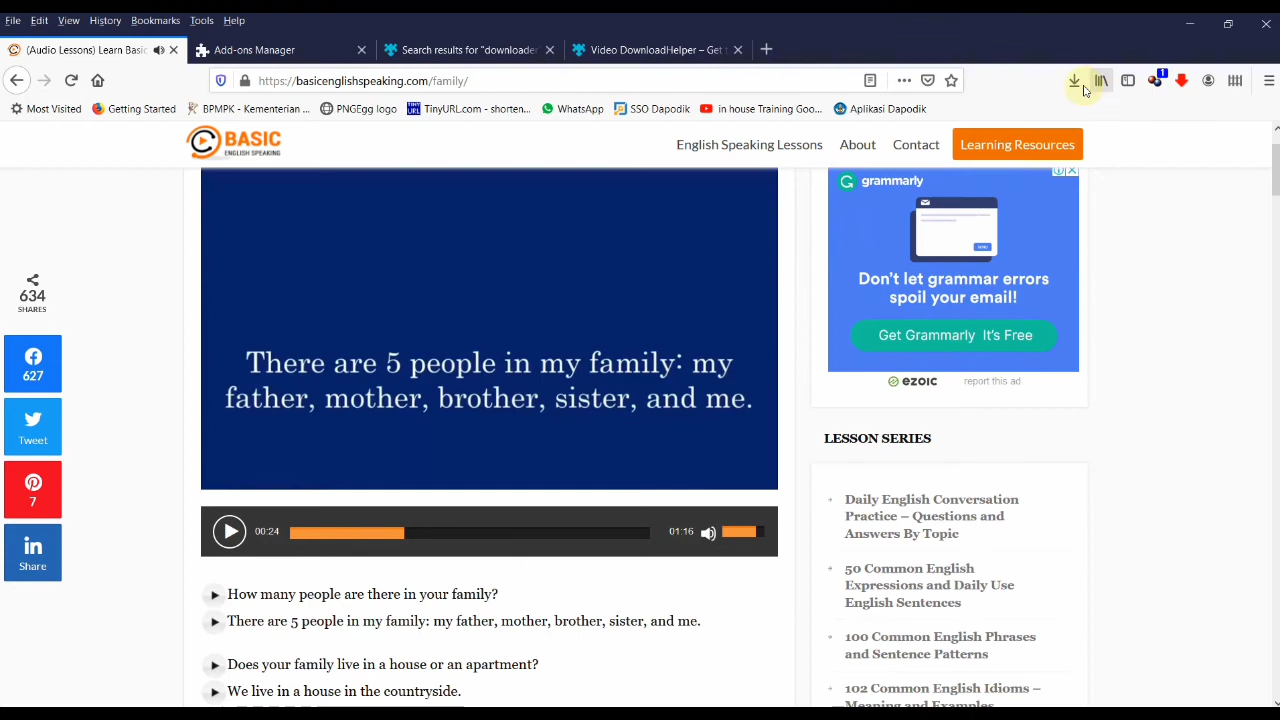 File Edit View History Bookmarks Tools Help
(Audio Lessons) Learn Basic
Add-ons Manager
Search results for "downloader
Video DownloadHelper – Get
https://basicenglishspeaking.com/family/
1
Most Visited
Getting Started
BPMPK - Kementerian ...
PNGEgg logo
TinyURL.com - shorten...
WhatsApp
SSO Dapodik
in house Training Goo...
Aplikasi Dapodik
BASIC
ENGLISH SPEAKING
English Speaking Lessons
About
Contact
Learning Resources
634
SHARES
627
Tweet
7
Share
There are 5 people in my family: my
father, mother, brother, sister, and me.
00:24
01:16
How many people are there in your family?
There are 5 people in my family: my father, mother, brother, sister, and me.
Does your family live in a house or an apartment?
We live in a house in the countryside.
grammarly
Don't let grammar errors
spoil your email!
Get Grammarly It's Free
ezoic
report this ad
LESSON SERIES
Daily English Conversation
Practice – Questions and
Answers By Topic
50 Common English
Expressions and Daily Use
English Sentences
100 Common English Phrases
and Sentence Patterns
102 Common English Idioms –
Meaning and Examples